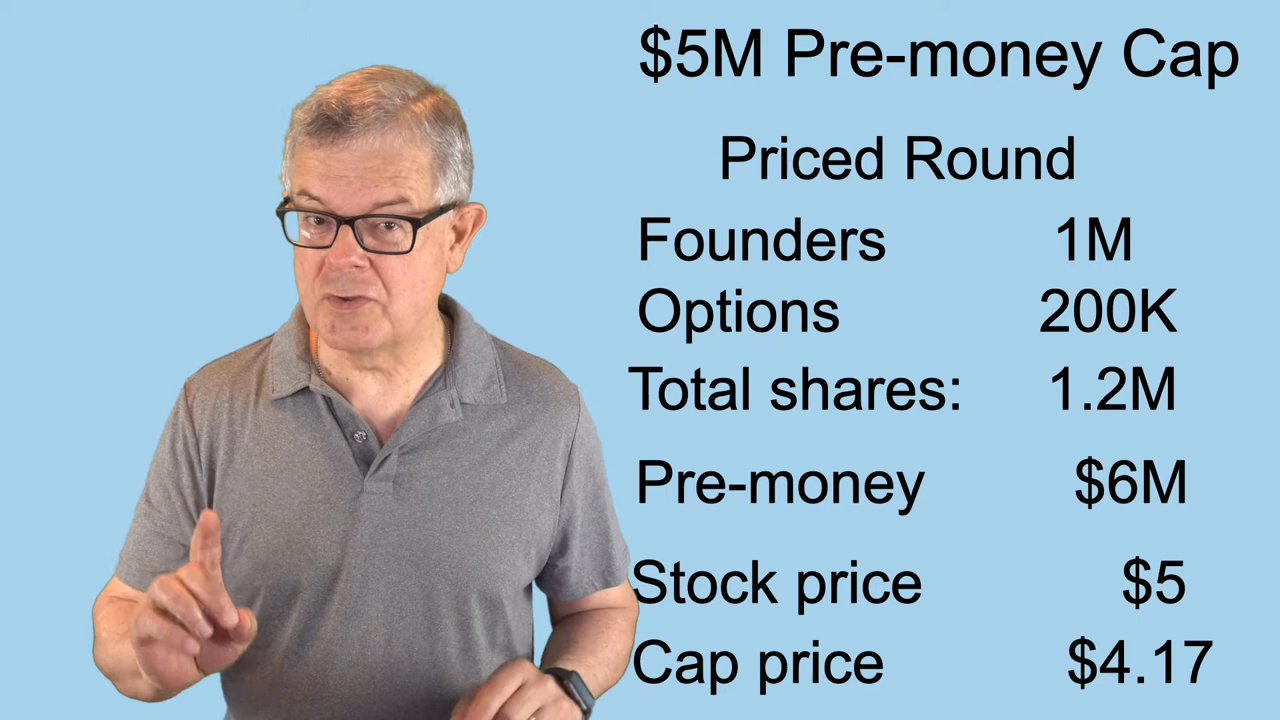 $5M Pre-money Cap
Priced Round
Founders 1M
Options 200K
Total shares: 1.2M
Pre-money $6M
Stock price $5
Cap price $4.17